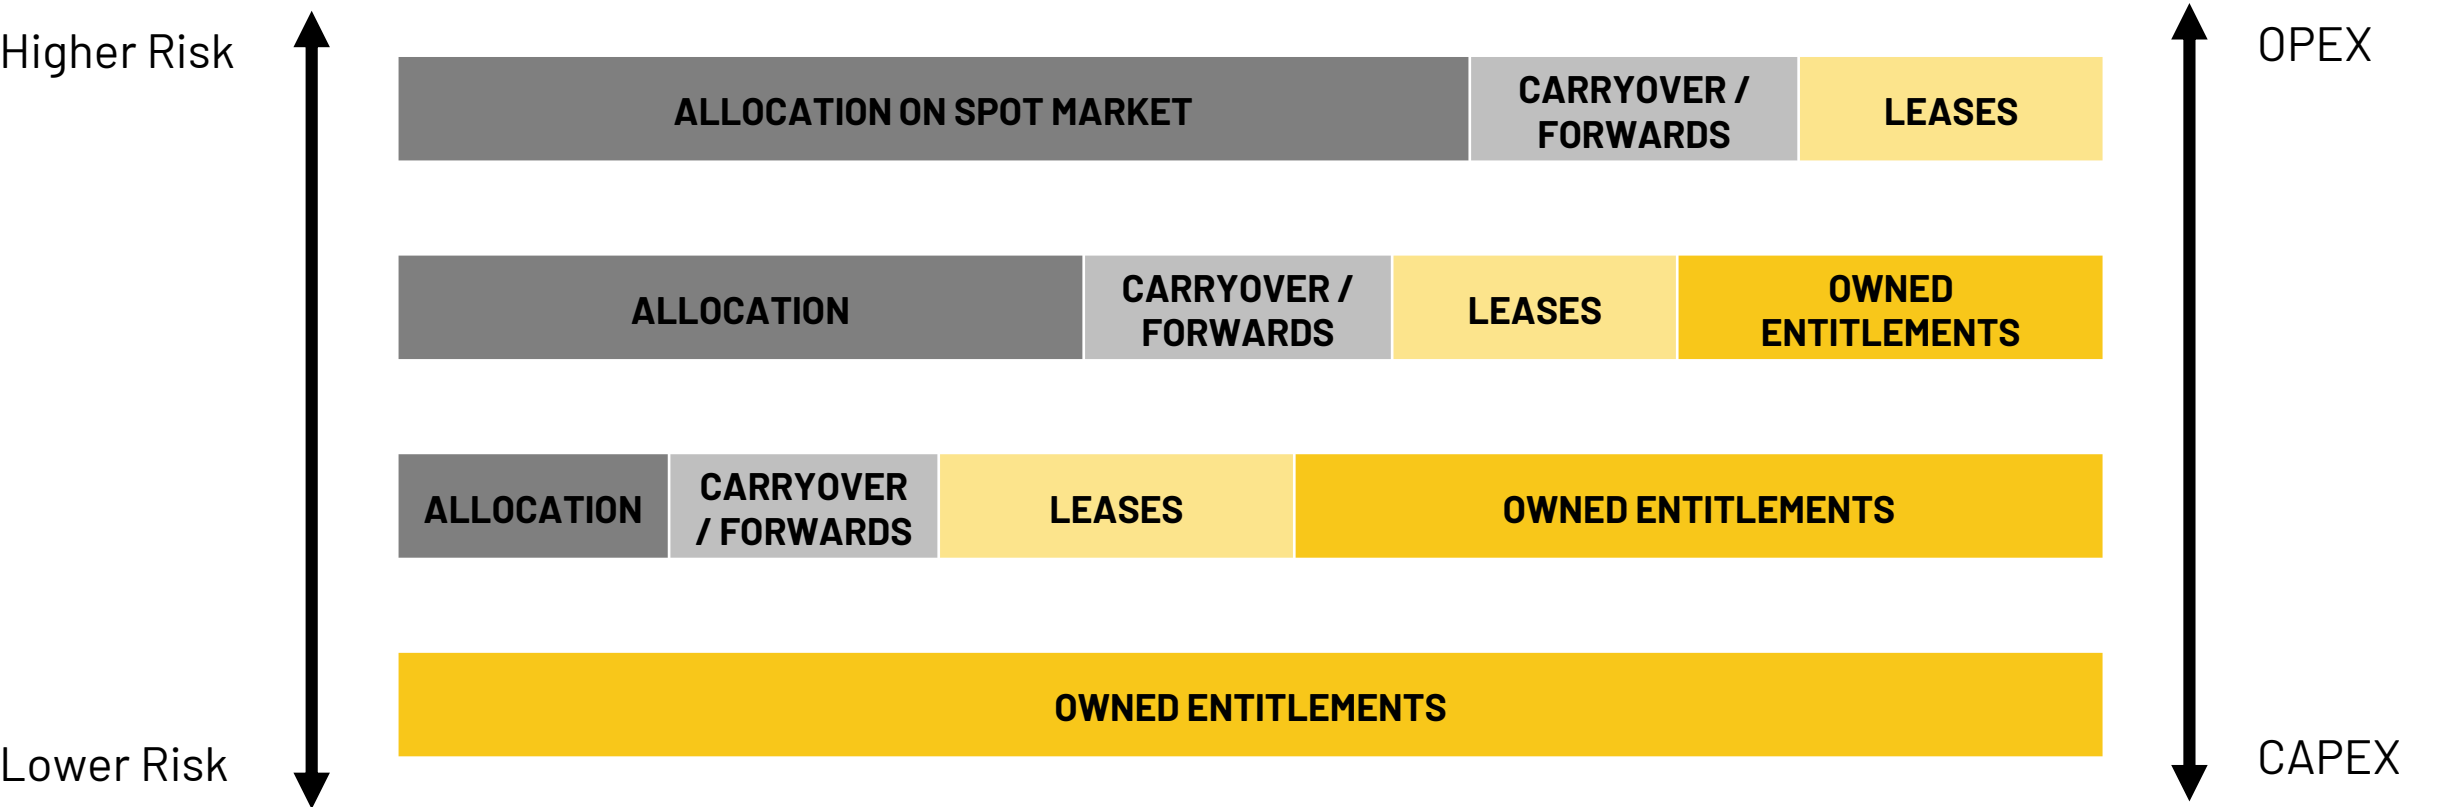 Higher Risk
OPEX
ALLOCATION ON SPOT MARKET
CARRYOVER /
FORWARDS
LEASES
ALLOCATION
CARRYOVER /
FORWARDS
LEASES
OWNED
ENTITLEMENTS
ALLOCATION
CARRYOVER
/ FORWARDS
LEASES
OWNED ENTITLEMENTS
OWNED ENTITLEMENTS
Lower Risk
CAPEX